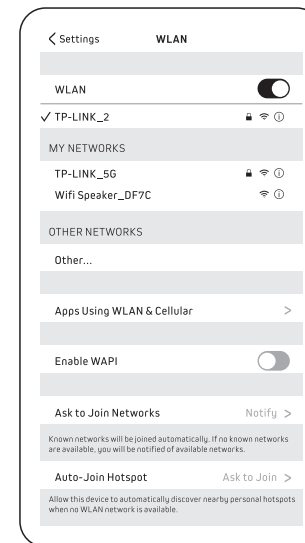 Settings WLAN
WLAN
TP-LINK_2
MY NETWORKS
TP-LINK_5G
Wifi Speaker_DF7C
OTHER NETWORKS
Other...
Apps Using WLAN & Cellular
Enable WAPI
Ask to Join Networks Notify
Known networks will be joined automatically. If no known networks
are available, you will be notified of available networks.
Auto-Join Hotspot Ask to Join
Allow this device to automatically discover nearby personal hotspots
when no WLAN network is available.